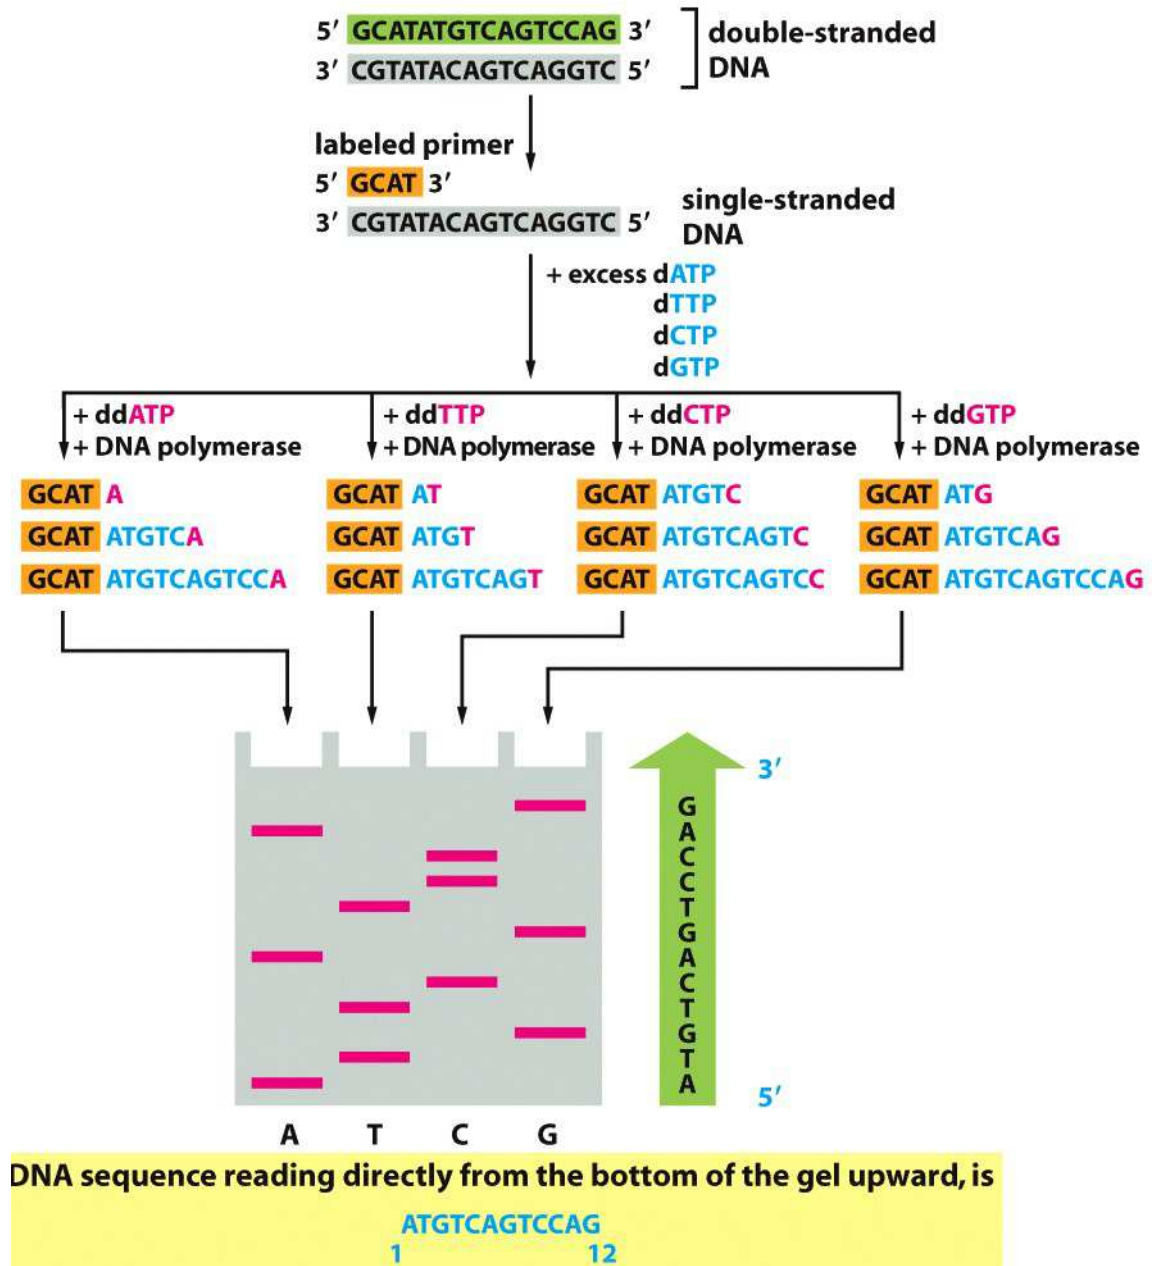 5′ GCATATGTCAGTCCAG 3′
3′ CGTATACAGTCAGGTC 5′
double-stranded
DNA
labeled primer
5′ GCAT 3′
3′ CGTATACAGTCAGGTC 5′
single-stranded
DNA
+ excess dATP
dTTP
dCTP
dGTP
+ ddATP
+ DNA polymerase
GCAT A
GCAT ATGTCA
GCAT ATGTCAGTCCA
+ ddTTP
+ DNA polymerase
GCAT AT
GCAT ATGT
GCAT ATGTCAGT
+ ddCTP
+ DNA polymerase
GCAT ATGTC
GCAT ATGTCAGTC
GCAT ATGTCAGTCC
+ ddGTP
+ DNA polymerase
GCAT ATG
GCAT ATGTCAG
GCAT ATGTCAGTCCAG
3′
G
A
C
C
T
G
A
C
T
G
T
A
5′
A T C G
DNA sequence reading directly from the bottom of the gel upward, is
ATGTCAGTCCAG
1 12